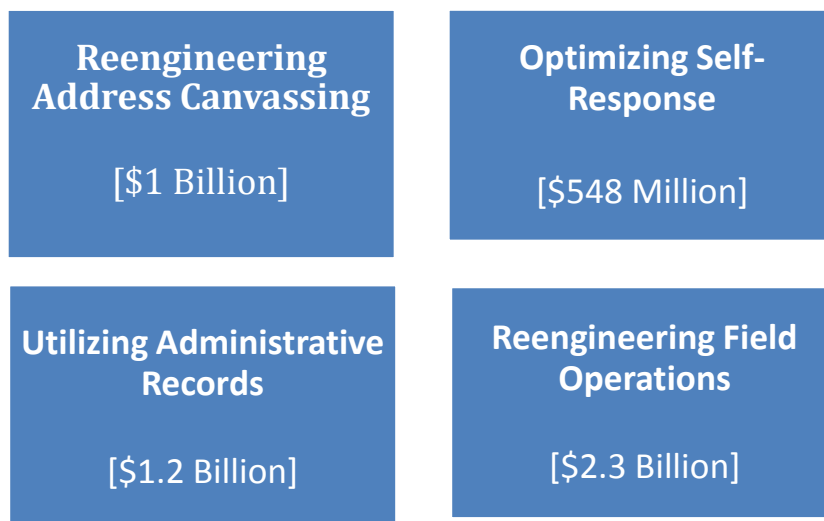 Reengineering
Address Canvassing
[$1 Billion]
Optimizing Self-
Response
[$548 Million]
Utilizing Administrative
Records
[$1.2 Billion]
Reengineering Field
Operations
[$2.3 Billion]